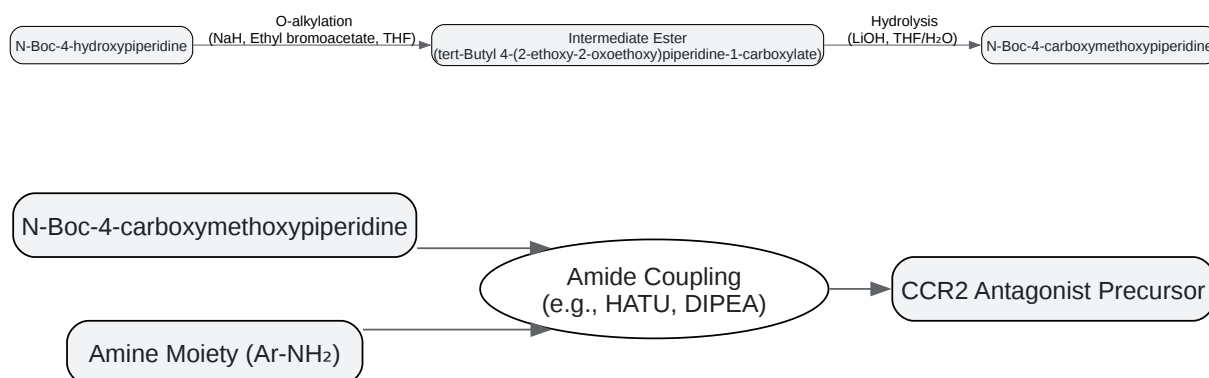 N-Boc-4-hydroxypiperidine
O-alkylation
(NaH, Ethyl bromoacetate, THF)
Intermediate Ester
(tert-Butyl 4-(2-ethoxy-2-oxoethoxy)piperidine-1-carboxylate)
Hydrolysis
(LiOH, THF/H₂O)
N-Boc-4-carboxymethoxypiperidine
N-Boc-4-carboxymethoxypiperidine
Amine Moiety (Ar-NH₂)
Amide Coupling
(e.g., HATU, DIPEA)
CCR2 Antagonist Precursor